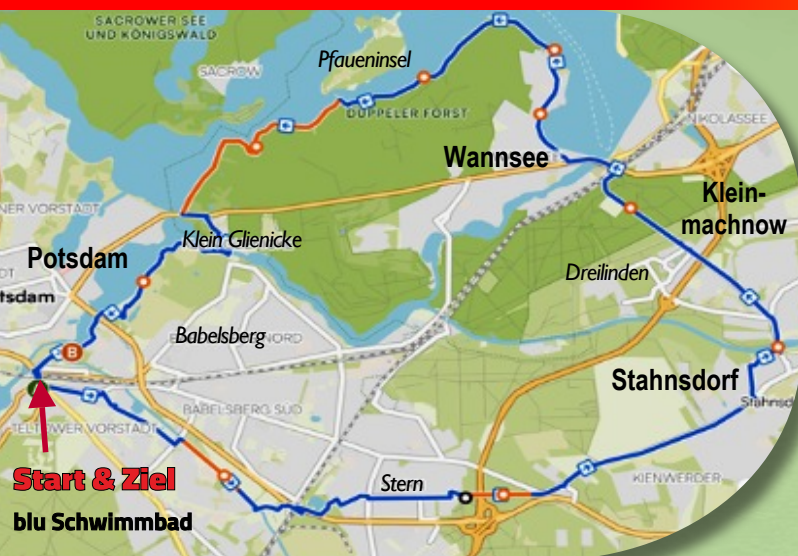 SACROWER SEE
UND KÖNIGSWALD
Pfaueninsel
SACROW
DÜPPELER FORST
NIKOLASSEE
Wannsee
Klein-
machnow
NER VORSTADT
Klein Glienicke
Potsdam
Dreilinden
tsdam
Babelsberg
NORD
B
Stahnsdorf
Stahnsd
BABELSBERG SÜD
TELTOWER VORSTADT
Start & Ziel
Stern
KIENWERDER
blu Schwimmbad